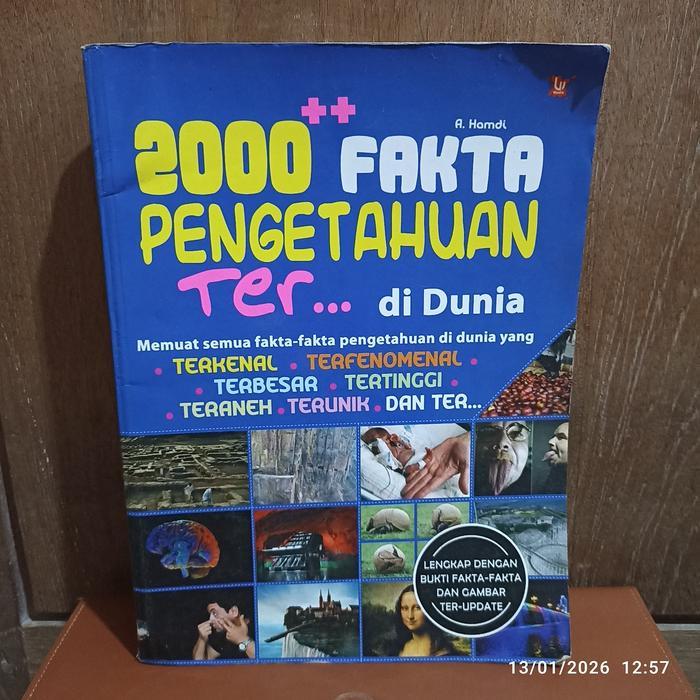 A. Hamdi
2000++ FAKTA
PENGETAHUAN
Ter... di Dunia
Memuat semua fakta-fakta pengetahuan di dunia yang
• TERKENAL • TERFENOMENAL •
• TERBESAR • TERTINGGI •
• TERANEH • TERUNIK • DAN TER...
LENGKAP DENGAN
BUKTI FAKTA-FAKTA
DAN GAMBAR
TER-UPDATE
13/01/2026 12:57